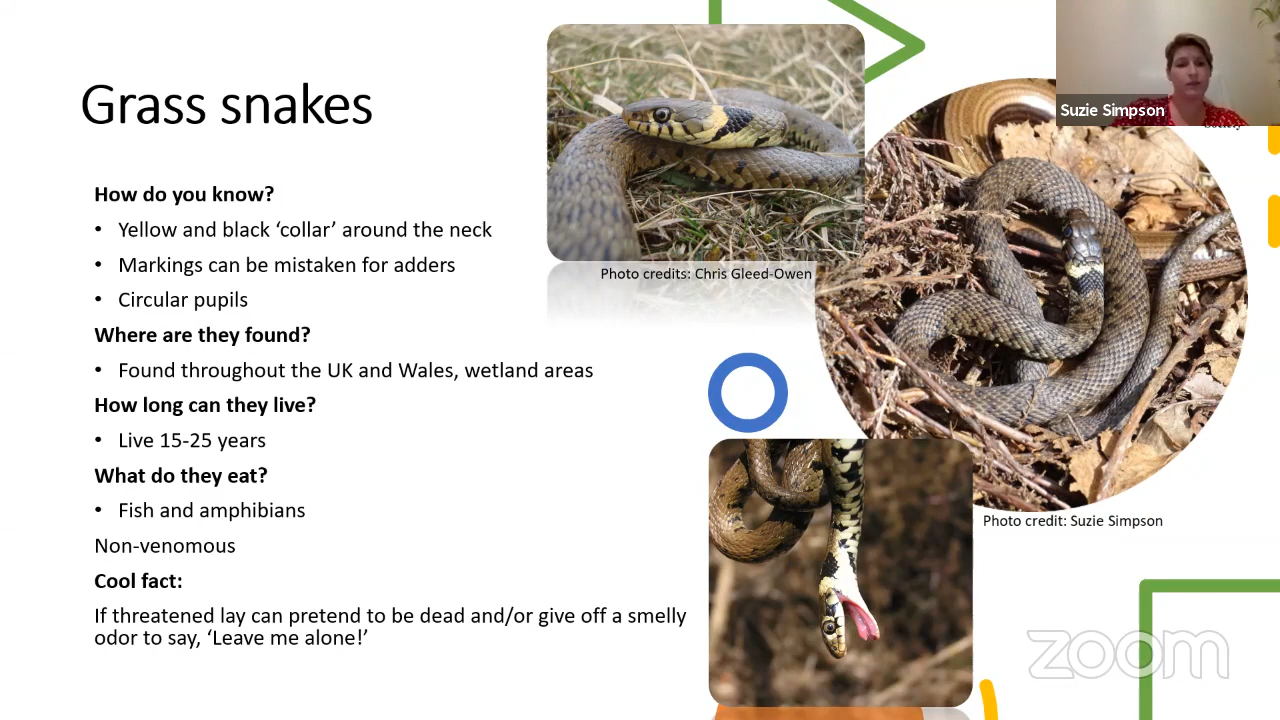 Grass snakes
How do you know?
• Yellow and black ‘collar’ around the neck
• Markings can be mistaken for adders
• Circular pupils
Where are they found?
• Found throughout the UK and Wales, wetland areas
How long can they live?
• Live 15-25 years
What do they eat?
• Fish and amphibians
Non-venomous
Cool fact:
If threatened lay can pretend to be dead and/or give off a smelly
odor to say, ‘Leave me alone!’
Photo credits: Chris Gleed-Owen
Suzie Simpson
Photo credit: Suzie Simpson
zoom